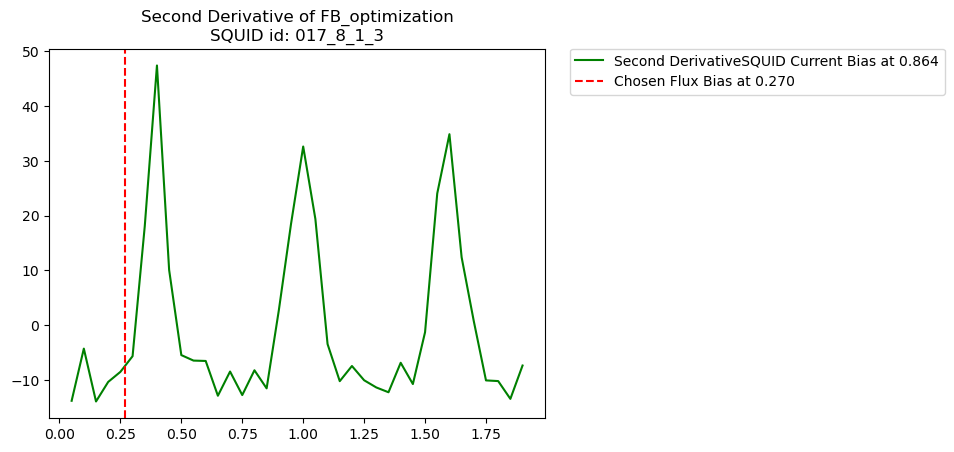 Second Derivative of FB_optimization
SQUID id: 017_8_1_3
50
40
30
20
10
0
−10
0.00 0.25 0.50 0.75 1.00 1.25 1.50 1.75
Second DerivativeSQUID Current Bias at 0.864
Chosen Flux Bias at 0.270